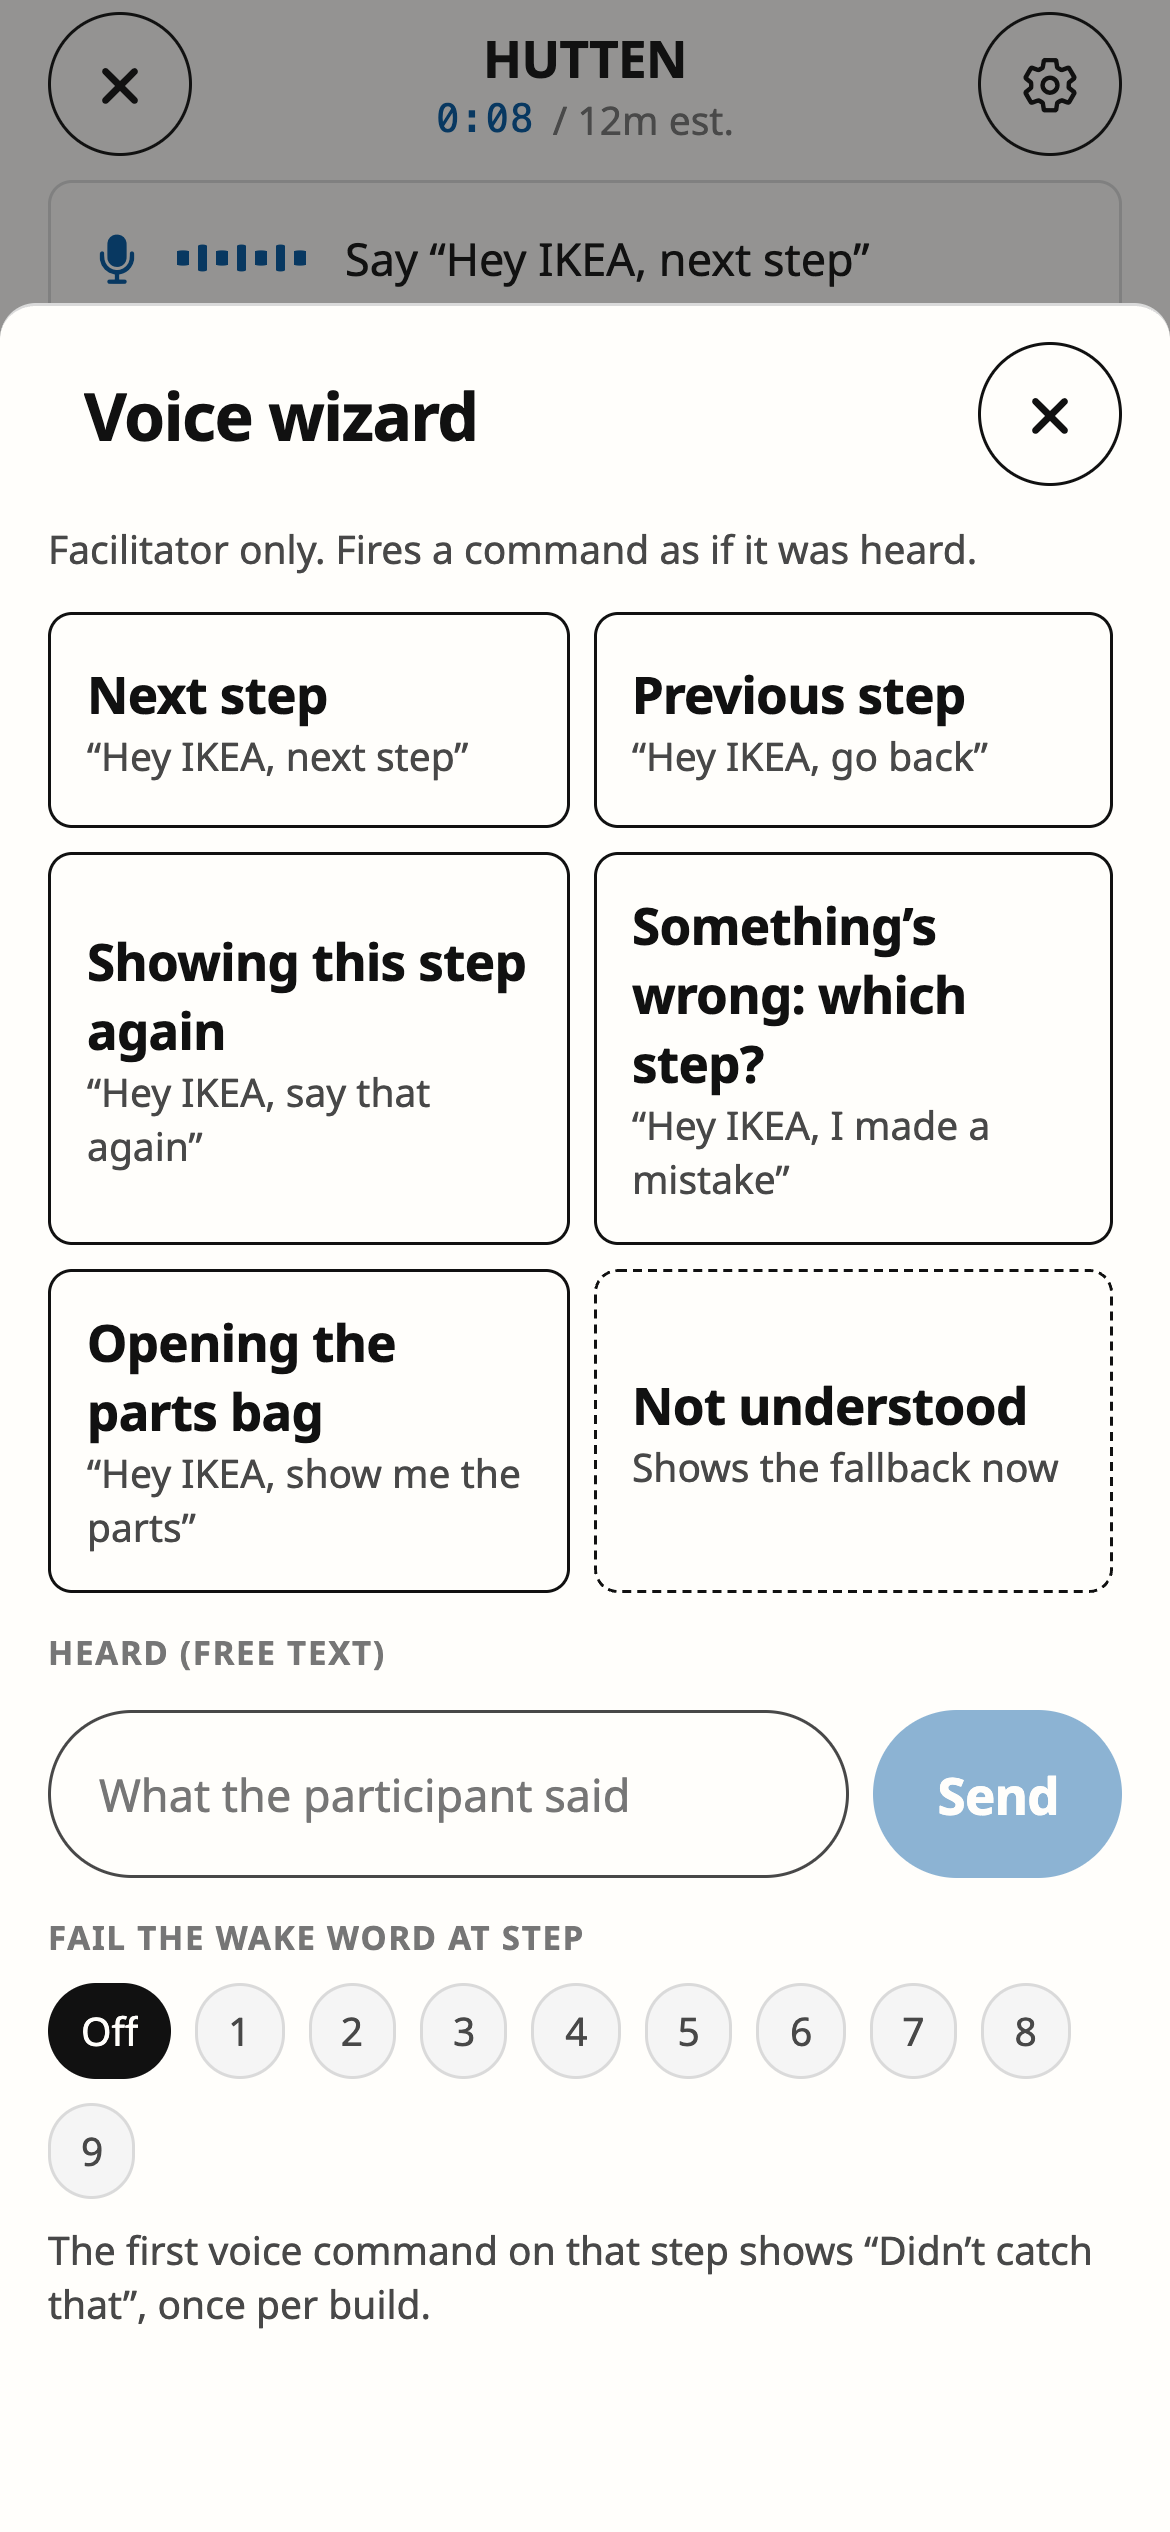 HUTTEN
0:08 / 12m est.
Say “Hey IKEA, next step”
Voice wizard
Facilitator only. Fires a command as if it was heard.
Next step
“Hey IKEA, next step”
Previous step
“Hey IKEA, go back”
Showing this step
again
“Hey IKEA, say that
again”
Something’s
wrong: which
step?
“Hey IKEA, I made a
mistake”
Opening the
parts bag
“Hey IKEA, show me the
parts”
Not understood
Shows the fallback now
HEARD (FREE TEXT)
What the participant said
Send
FAIL THE WAKE WORD AT STEP
Off 1 2 3 4 5 6 7 8
9
The first voice command on that step shows “Didn’t catch
that”, once per build.